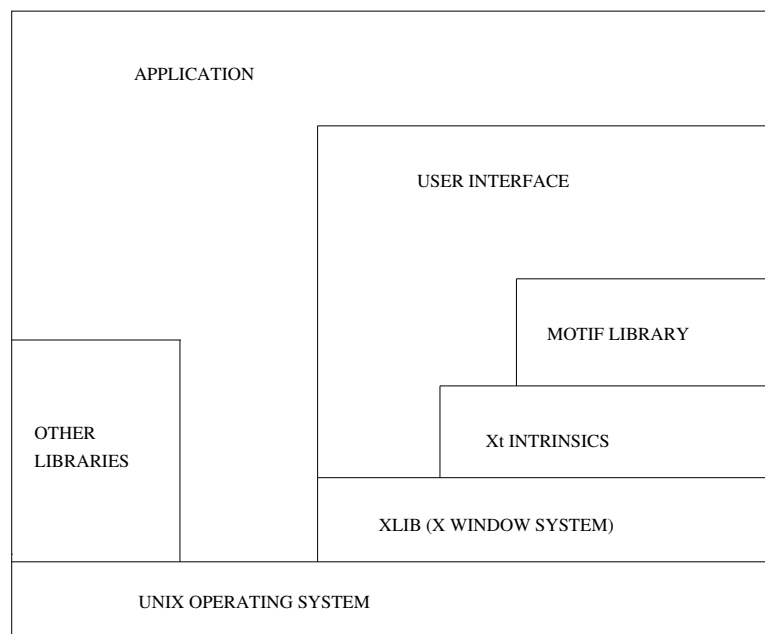 APPLICATION
USER INTERFACE
MOTIF LIBRARY
OTHER
LIBRARIES
Xt INTRINSICS
XLIB (X WINDOW SYSTEM)
UNIX OPERATING SYSTEM